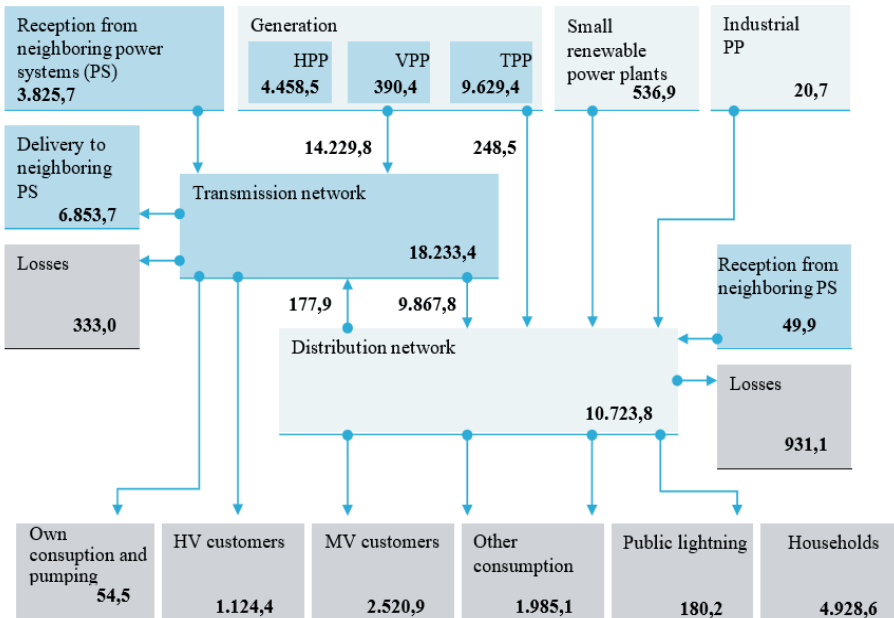 Reception from
neighboring power
systems (PS)
3.825,7
Generation
HPP
4.458,5
VPP
390,4
TPP
9.629,4
Small
renewable
power plants
536,9
Industrial
PP
20,7
14.229,8
248,5
Delivery to
neighboring
PS
6.853,7
Transmission network
18.233,4
Losses
333,0
177,9
9.867,8
Reception from
neighboring PS
49,9
Distribution network
10.723,8
Losses
931,1
Own
consuption and
pumping
54,5
HV customers
1.124,4
MV customers
2.520,9
Other
consumption
1.985,1
Public lightning
180,2
Households
4.928,6